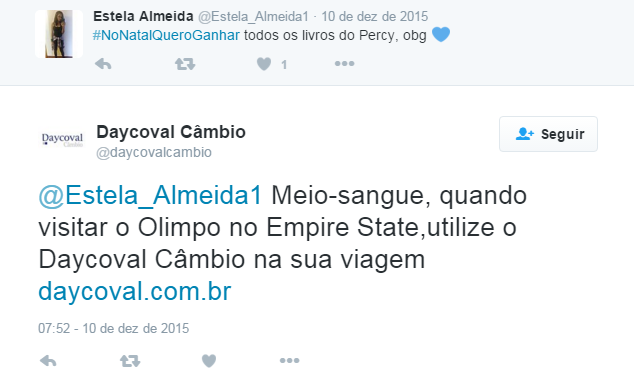 Estela Almeida @Estela_Almeida1 · 10 de dez de 2015
#NoNatalQueroGanhar todos os livros do Percy, obg 💙
1
Daycoval
Câmbio
Daycoval Câmbio
@daycovalcambio
Seguir
@Estela_Almeida1 Meio-sangue, quando
visitar o Olimpo no Empire State,utilize o
Daycoval Câmbio na sua viagem
daycoval.com.br
07:52 - 10 de dez de 2015